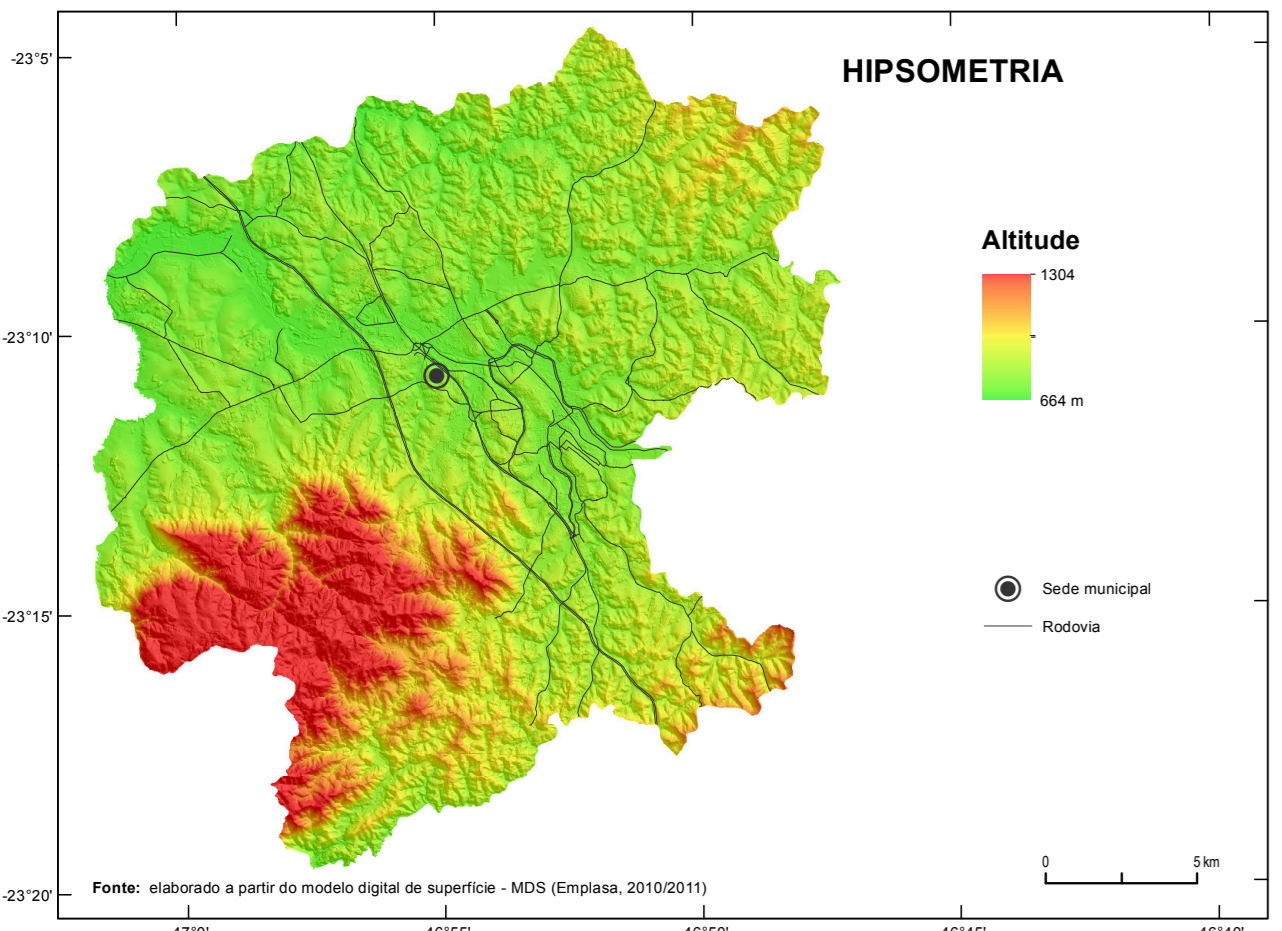 HIPSOMETRIA
-23°5'
-23°10'
-23°15'
-23°20'
Altitude
1304
664 m
Sede municipal
Rodovia
0 5 km
Fonte: elaborado a partir do modelo digital de superfície - MDS (Emplasa, 2010/2011)